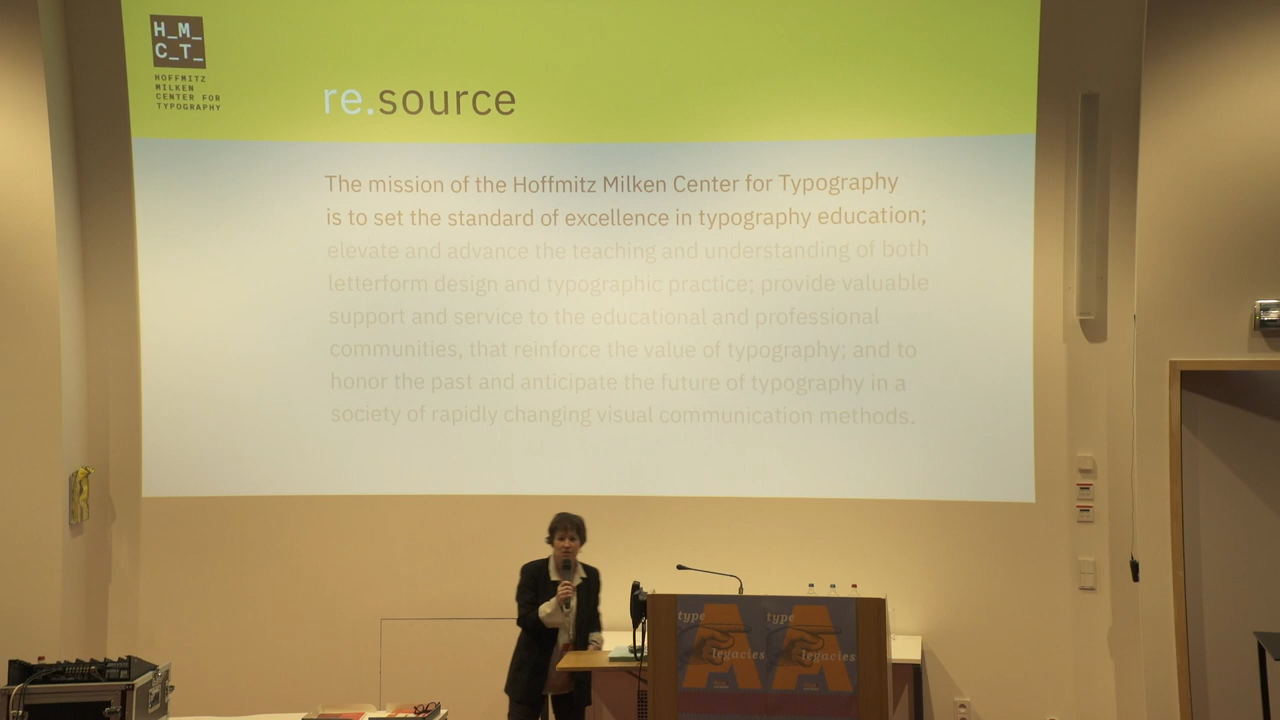 H_M_
C_T_
HOFFMITZ
MILKEN
CENTER FOR
TYPOGRAPHY
re.source
The mission of the Hoffmitz Milken Center for Typography
is to set the standard of excellence in typography education;
elevate and advance the teaching and understanding of both
letterform design and typographic practice; provide valuable
support and service to the educational and professional
communities, that reinforce the value of typography; and to
honor the past and anticipate the future of typography in a
society of rapidly changing visual communication methods.
type
legacies
type
legacies